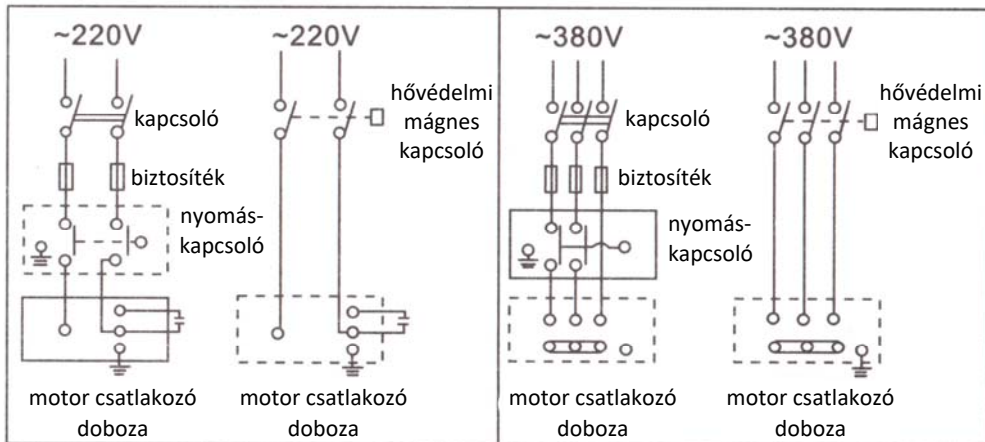 ~220V
~220V
kapcsoló
hővédelmi
mágnes
kapcsoló
biztosíték
nyomás-
kapcsoló
motor csatlakozó
doboza
motor csatlakozó
doboza
~380V
~380V
kapcsoló
hővédelmi
mágnes
kapcsoló
biztosíték
nyomás-
kapcsoló
motor csatlakozó
doboza
motor csatlakozó
doboza